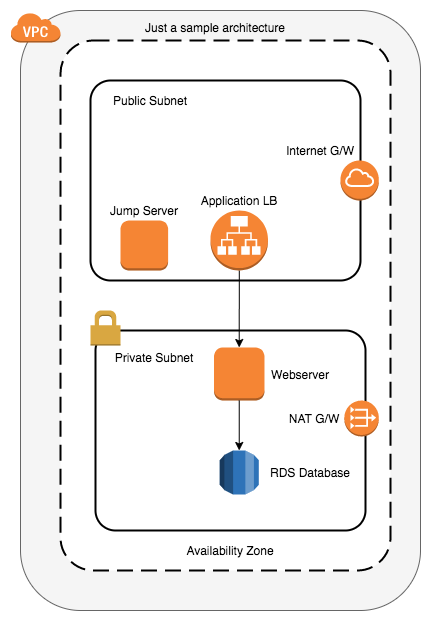 Just a sample architecture
VPC
Public Subnet
Internet G/W
Application LB
Jump Server
Private Subnet
Webserver
NAT G/W
RDS Database
Availability Zone